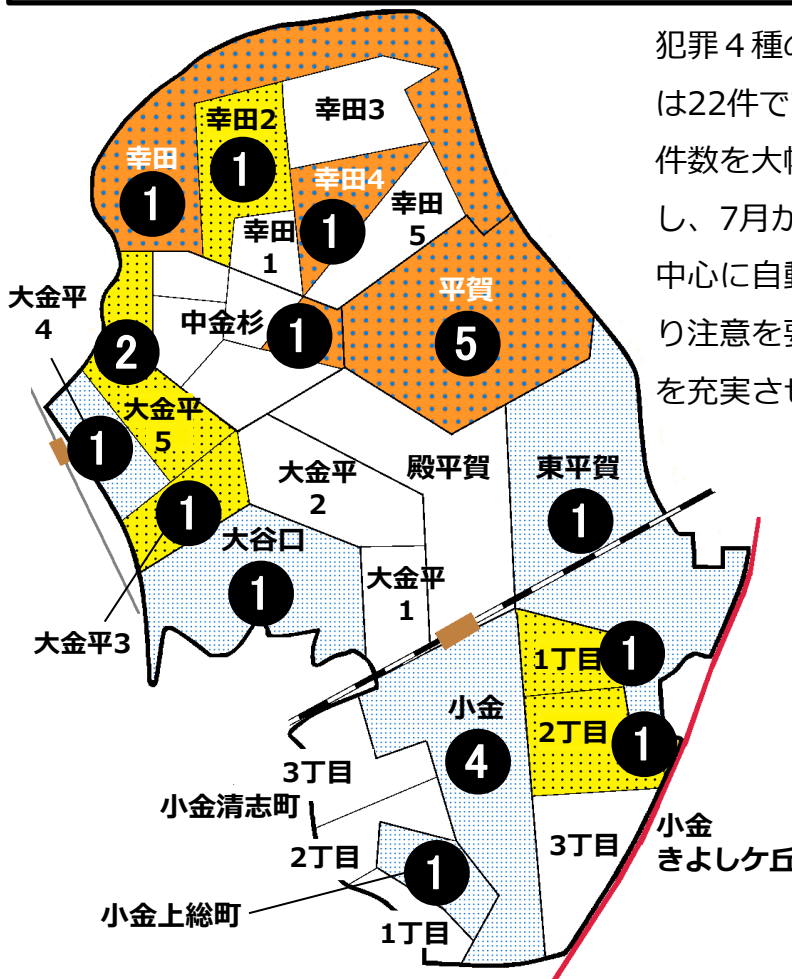 犯罪４種の
は22件で
件数を大幅
し、7月か
中心に自動
り注意を要
を充実させ
幸田
1
幸田2
1
幸田3
幸田4
1
幸田
5
幸田
1
平賀
5
中金杉
1
大金平
4
1
2
大金平
5
1
大金平3
大金平
2
大谷口
1
大金平
1
殿平賀
東平賀
1
1丁目
1
2丁目
1
3丁目
小金
きよしケ丘
小金
4
3丁目
小金清志町
2丁目
1
小金上総町
1丁目